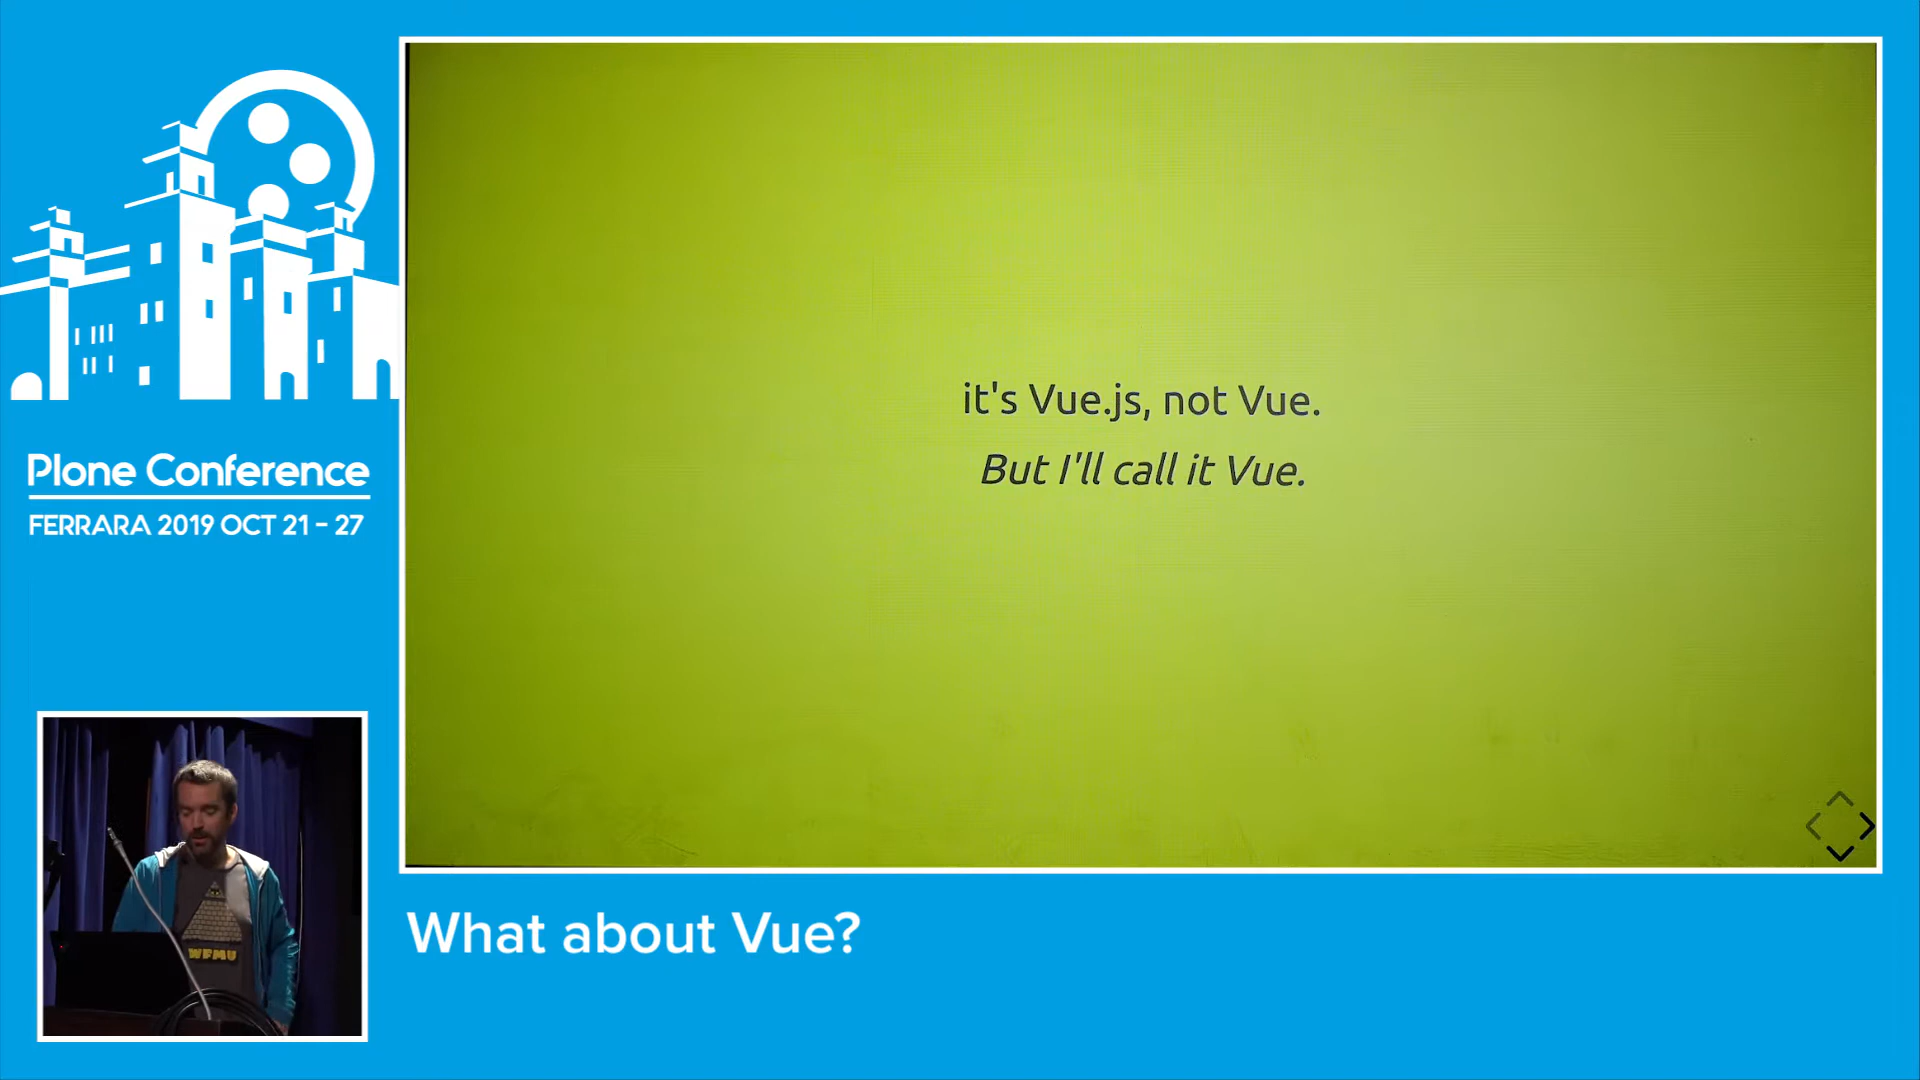 it's Vue.js, not Vue.
But I'll call it Vue.
Plone Conference
FERRARA 2019 OCT 21 - 27
WFMU
What about Vue?